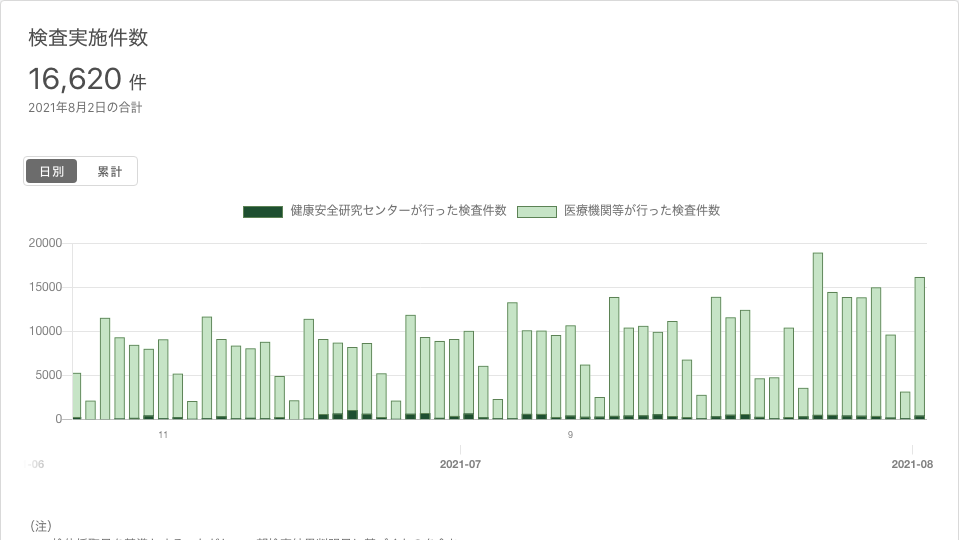 検査実施件数
16,620 件
2021年8月2日の合計
日別 累計
健康安全研究センターが行った検査件数 医療機関等が行った検査件数
20000
15000
10000
5000
0
11 9
-06 2021-07 2021-08
（注）